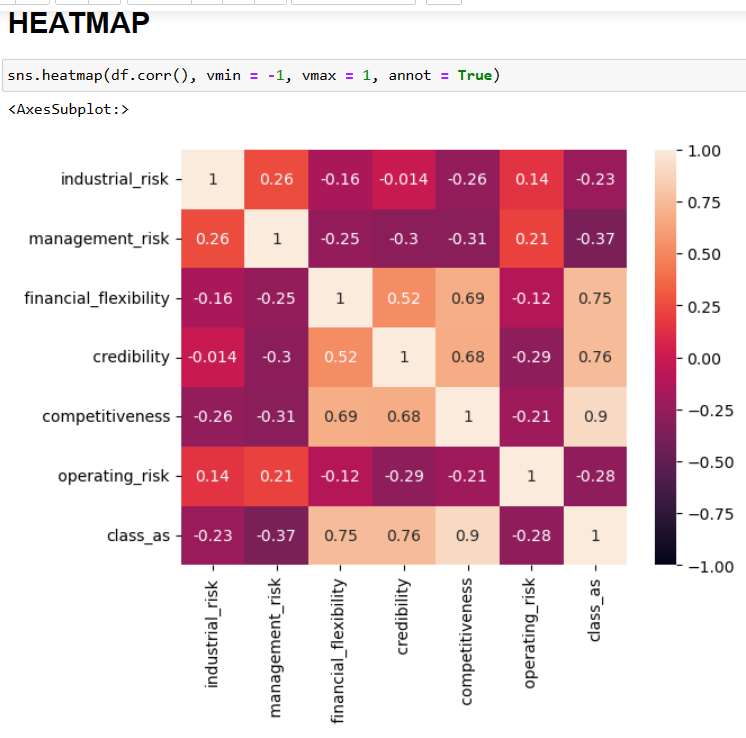 HEATMAP
sns.heatmap(df.corr(), vmin = -1, vmax = 1, annot = True)
<AxesSubplot:>
industrial_risk 1 0.26 -0.16 -0.014 -0.26 0.14 -0.23
management_risk 0.26 1 -0.25 -0.3 -0.31 0.21 -0.37
financial_flexibility -0.16 -0.25 1 0.52 0.69 -0.12 0.75
credibility -0.014 -0.3 0.52 1 0.68 -0.29 0.76
competitiveness -0.26 -0.31 0.69 0.68 1 -0.21 0.9
operating_risk 0.14 0.21 -0.12 -0.29 -0.21 1 -0.28
class_as -0.23 -0.37 0.75 0.76 0.9 -0.28 1
industrial_risk
management_risk
financial_flexibility
credibility
competitiveness
operating_risk
class_as
1.00
0.75
0.50
0.25
0.00
−0.25
−0.50
−0.75
−1.00